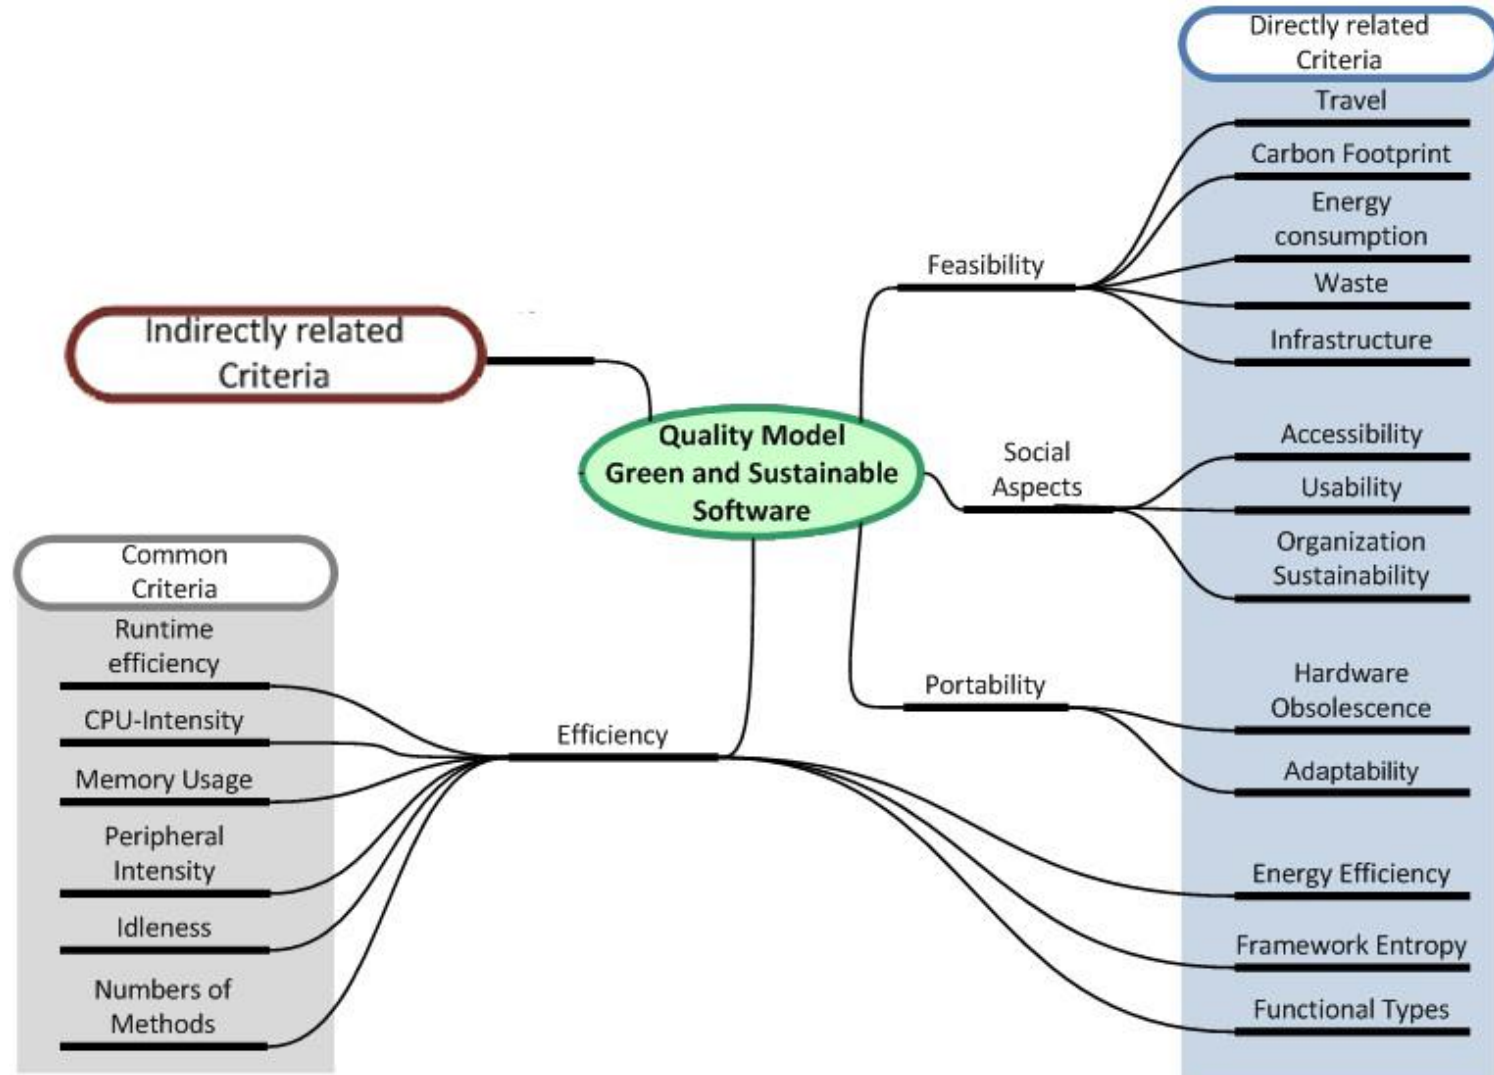 Directly related
Criteria
Travel
Carbon Footprint
Energy
consumption
Waste
Infrastructure
Feasibility
Indirectly related
Criteria
Quality Model
Green and Sustainable
Software
Social
Aspects
Accessibility
Usability
Organization
Sustainability
Common
Criteria
Runtime
efficiency
CPU-Intensity
Memory Usage
Peripheral
Intensity
Idleness
Numbers of
Methods
Efficiency
Portability
Hardware
Obsolescence
Adaptability
Energy Efficiency
Framework Entropy
Functional Types